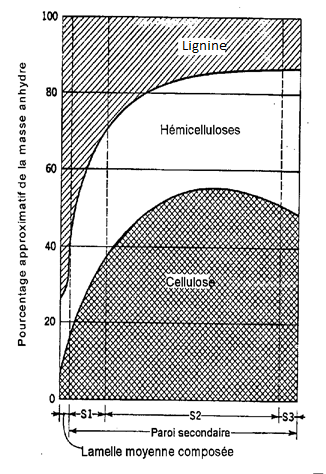 100
80
60
40
20
0
Pourcentage approximatif de la masse anhydre
Lignine
Hémicelluloses
Cellulose
S1
S2
S3
Paroi secondaire
Lamelle moyenne composée